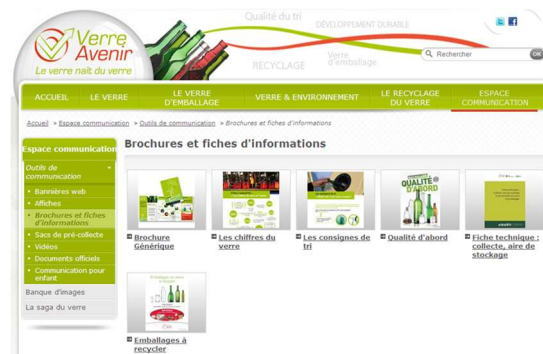 Verre
Avenir
Le verre naît du verre
Qualité du tri
DÉVELOPPEMENT DURABLE
RECYCLAGE
Verre
d'emballage
Rechercher
OK
ACCUEIL
LE VERRE
LE VERRE
D'EMBALLAGE
VERRE & ENVIRONNEMENT
LE RECYCLAGE
DU VERRE
ESPACE
COMMUNICATION
Accueil » Espace communication » Outils de communication » Brochures et fiches d'informations
Espace communication
Outils de
communication
• Bannières web
• Affiches
• Brochures et fiches
d'informations
• Sacs de pré-collecte
• Vidéos
• Documents officiels
• Communication pour
enfant
Banque d'images
La saga du verre
Brochures et fiches d'informations
QUALITÉ
D'ABORD
Brochure
Générique
Les chiffres du
verre
Les consignes de
tri
Qualité d'abord
Fiche technique :
collecte, aire de
stockage
Emballages à
recycler